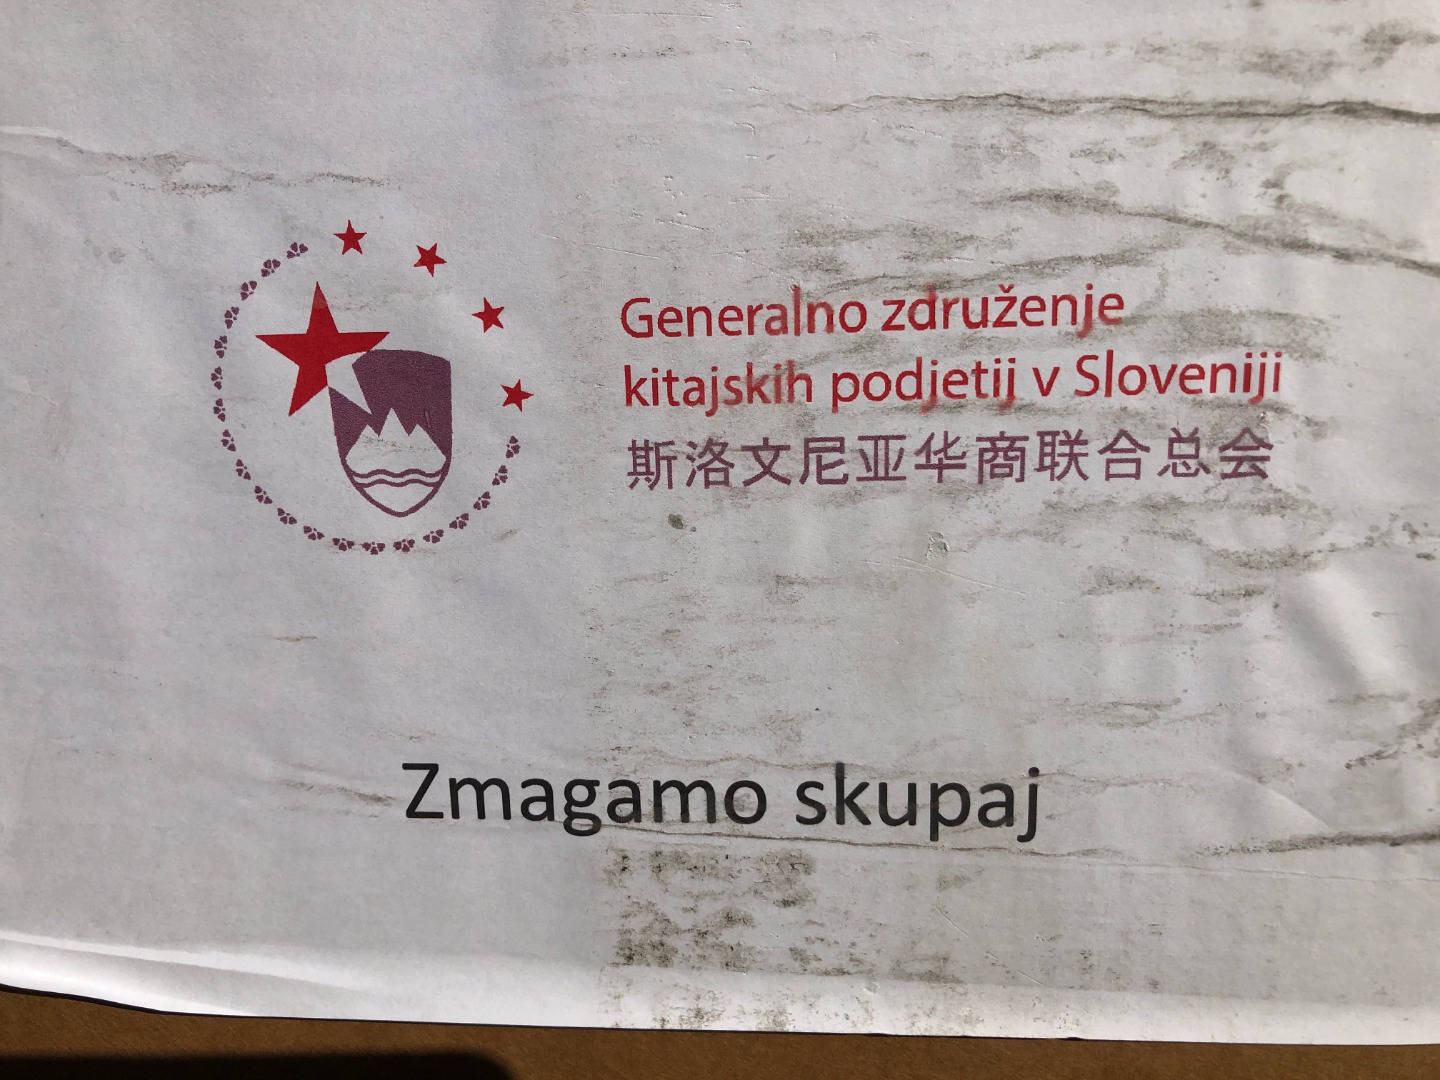 Generalno združenje
kitajskih podjetij v Sloveniji
斯洛文尼亚华商联合总会
Zmagamo skupaj